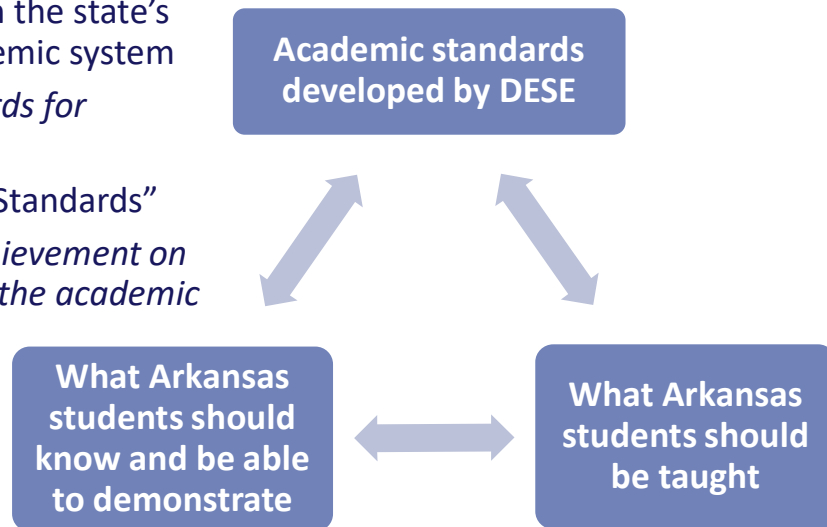 the state's
emic system
ds for
Standards"
ievement on
the academic
Academic standards
developed by DESE
What Arkansas
students should
know and be able
to demonstrate
What Arkansas
students should
be taught